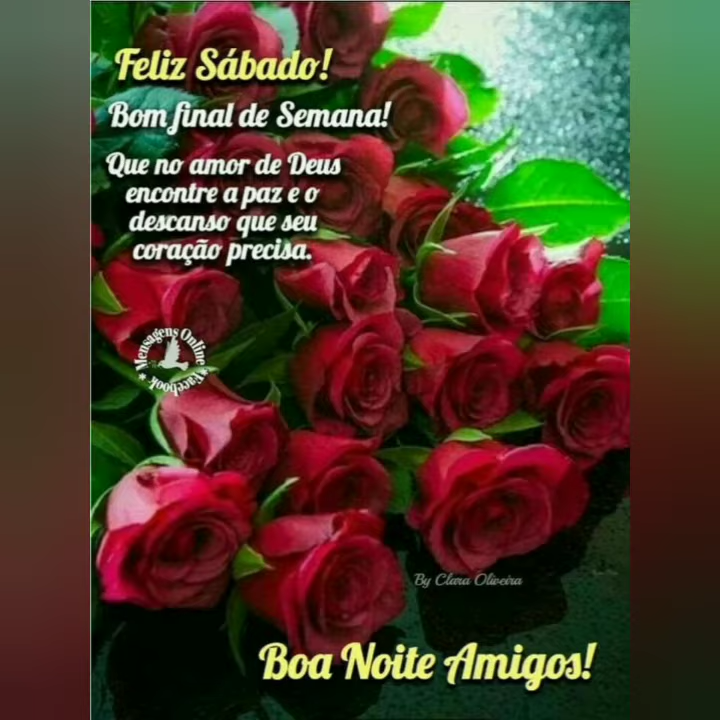 Feliz Sábado!
Bom final de Semana!
Que no amor de Deus
encontre a paz e o
descanso que seu
coração precisa.
Mensagens Online
* Facebook *
By Clara Oliveira
Boa Noite Amigos!